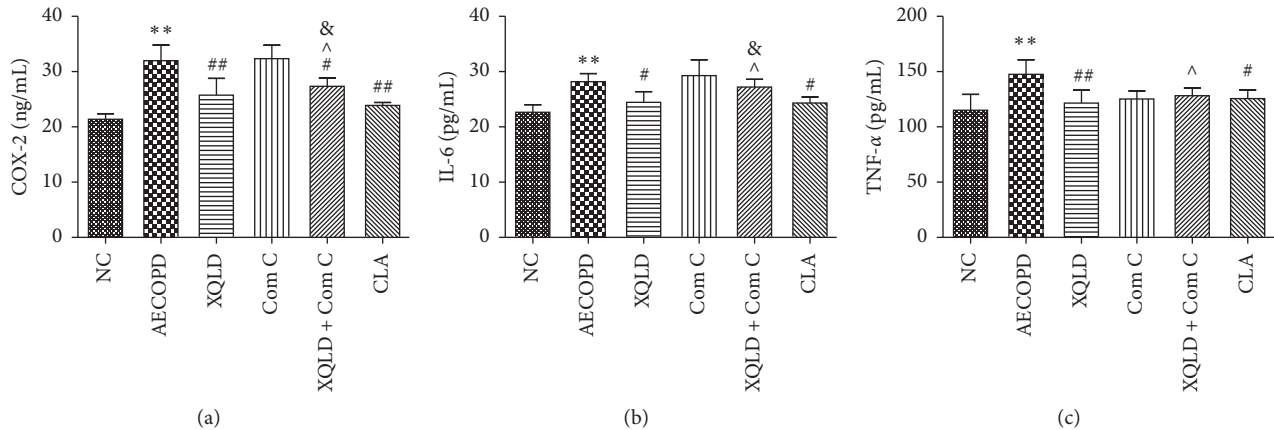 COX-2 (ng/mL)
40
30
20
10
0
**
##
&
^
#
##
NC
AECOPD
XQLD
Com C
XQLD + Com C
CLA
(a)
IL-6 (pg/mL)
40
30
20
10
0
**
#
&
^
#
NC
AECOPD
XQLD
Com C
XQLD + Com C
CLA
(b)
TNF-α (pg/mL)
200
150
100
50
0
**
##
^
#
NC
AECOPD
XQLD
Com C
XQLD + Com C
CLA
(c)